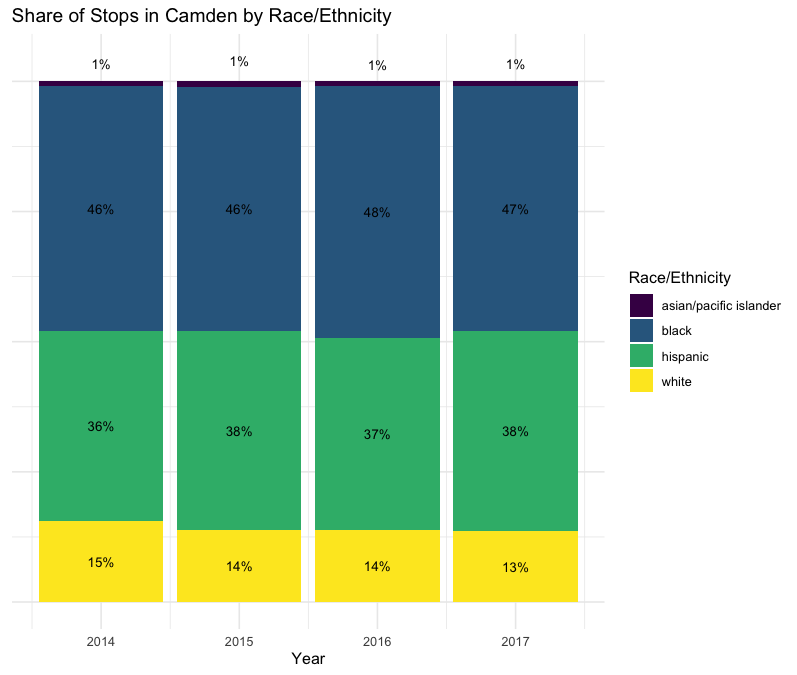 Share of Stops in Camden by Race/Ethnicity
1% 1% 1% 1%
46% 46% 48% 47%
36% 38% 37% 38%
15% 14% 14% 13%
2014 2015 2016 2017
Year
Race/Ethnicity
asian/pacific islander
black
hispanic
white